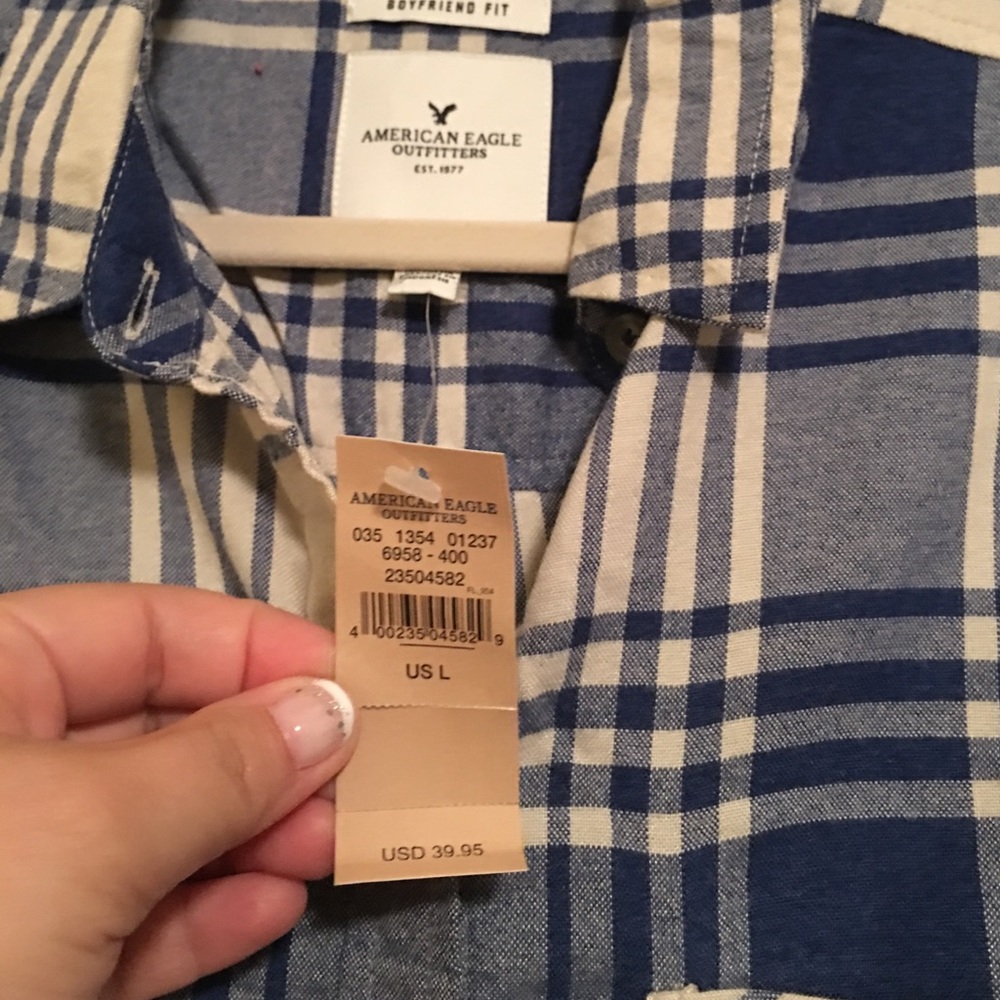 BOYFRIEND FIT
AMERICAN EAGLE
OUTFITTERS
EST. 1977
AMERICAN EAGLE
OUTFITTERS
035 1354 01237
6958 - 400
23504582
4 00235 04582 9
US L
USD 39.95